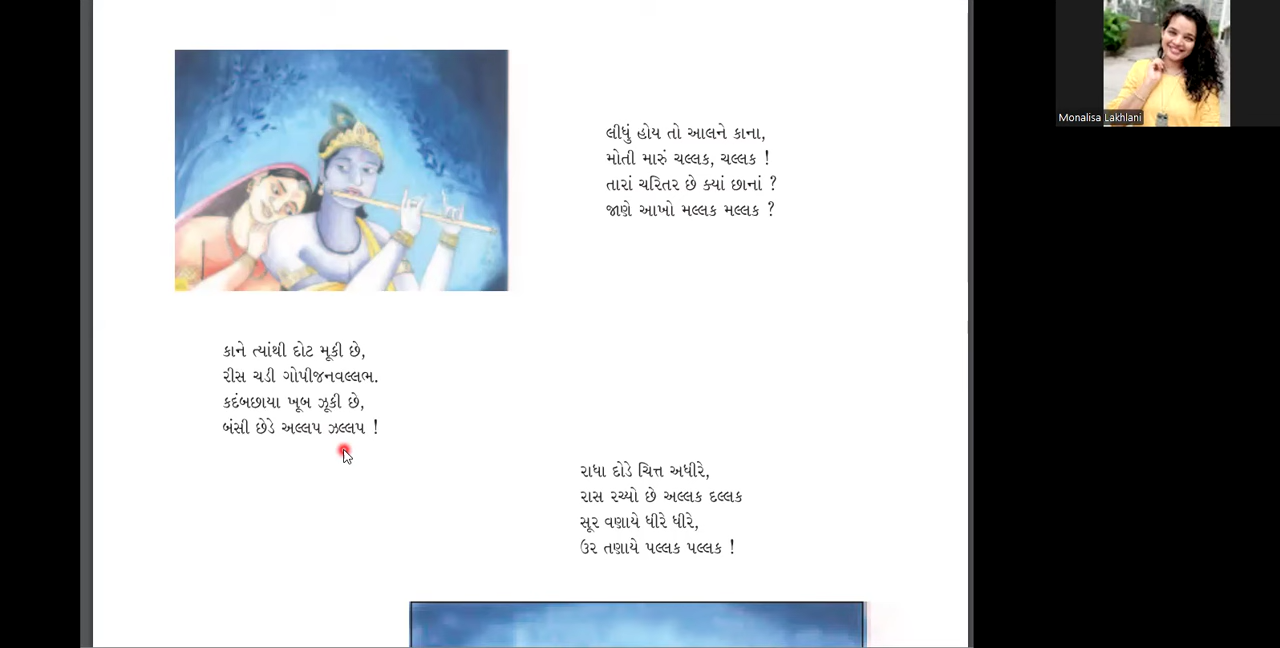 લીધું હોય તો આલને કાના,
મોતી મારું ચલ્લક, ચલ્લક !
તારાં ચરિતર છે ક્યાં છાનાં ?
જાણે આખો મલ્લક મલ્લક ?
કાને ત્યાંથી દોટ મૂકી છે,
રીસ ચડી ગોપીજનવલ્લભ.
કદંબછાયા ખૂબ ઝૂકી છે,
બંસી છેડે અલ્લપ ઝલ્લપ !
રાધા દોડે ચિત્ત અધીરે,
રાસ રચ્યો છે અલ્લક દલ્લક
સૂર વણાયે ધીરે ધીરે,
ઉર તણાયે પલ્લક પલ્લક !
Monalisa Lakhlani